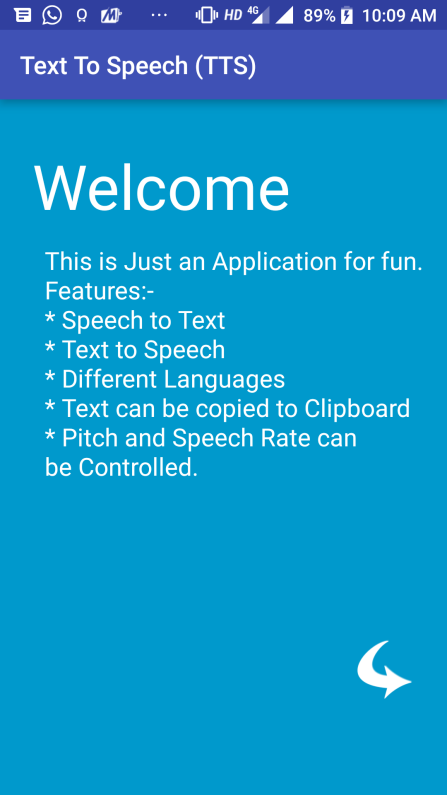 HD 4G 89% 10:09 AM
Text To Speech (TTS)
Welcome
This is Just an Application for fun.
Features:-
* Speech to Text
* Text to Speech
* Different Languages
* Text can be copied to Clipboard
* Pitch and Speech Rate can
be Controlled.